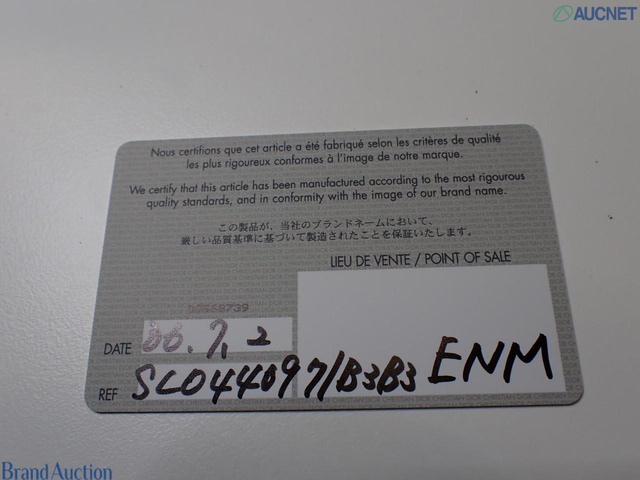 AUCNET
Nous certifions que cet article a été fabriqué selon les critères de qualité
les plus rigoureux conformes à l'image de notre marque.
We certify that this article has been manufactured according to the most rigourous
quality standards, and in conformity with the image of our brand name.
この製品が、当社のブランドネームにおいて、
厳しい品質基準に基づいて製造されたことを保証いたします。
LIEU DE VENTE / POINT OF SALE
DATE 06.7.2
REF SLO44097/B3B3 ENM
Brand Auction